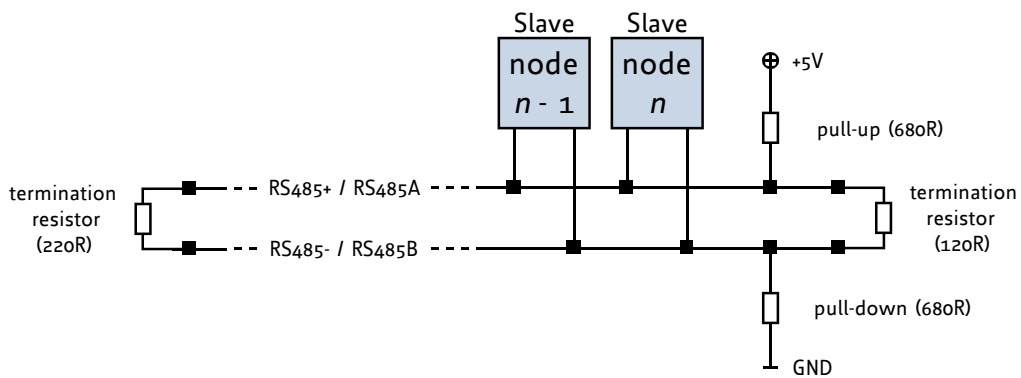 Slave
node
n - 1
Slave
node
n
+5V
pull-up (680R)
termination
resistor
(220R)
RS485+ / RS485A
RS485- / RS485B
termination
resistor
(120R)
pull-down (680R)
GND